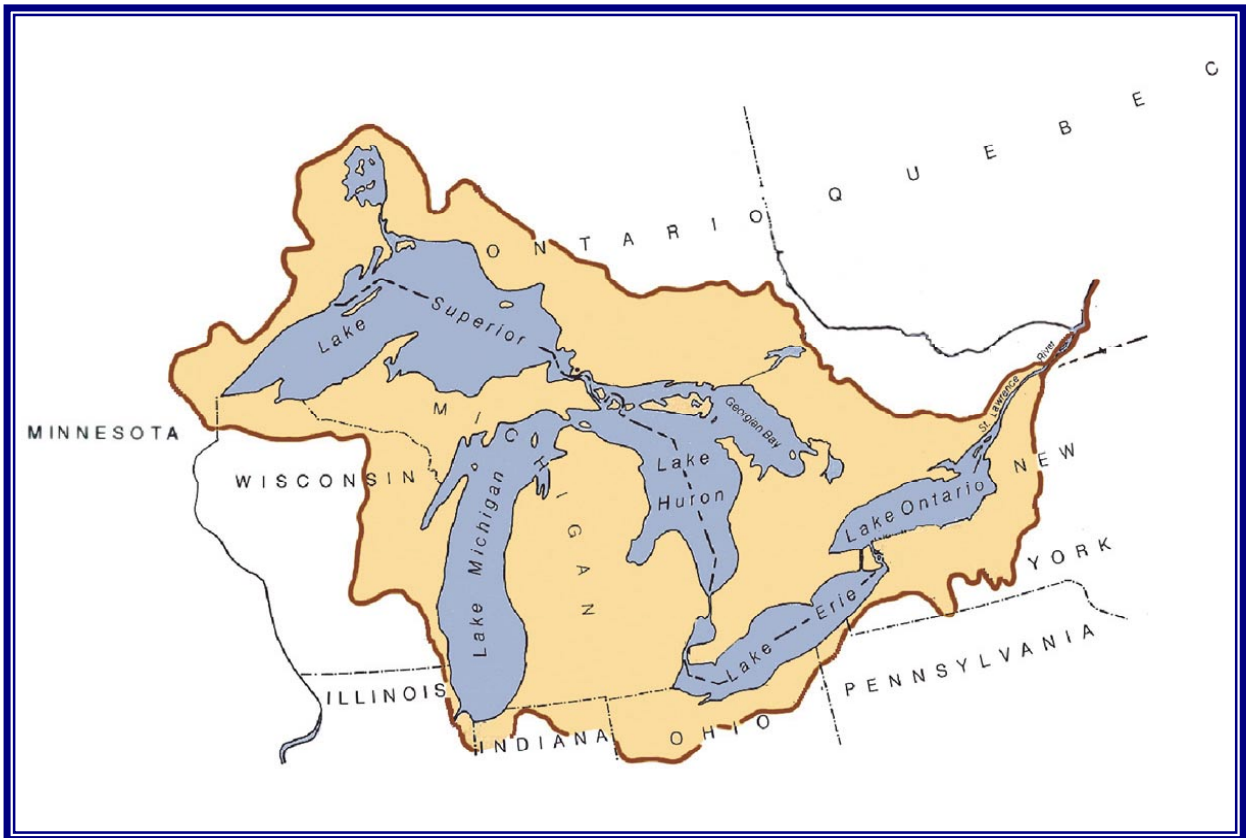 QUEBEC
ONTARIO
Lake Superior
St. Lawrence River
MICHIGAN
Georgian Bay
MINNESOTA
WISCONSIN
Lake Huron
NEW YORK
Lake Ontario
Lake Michigan
Lake Erie
PENNSYLVANIA
ILLINOIS
INDIANA
OHIO